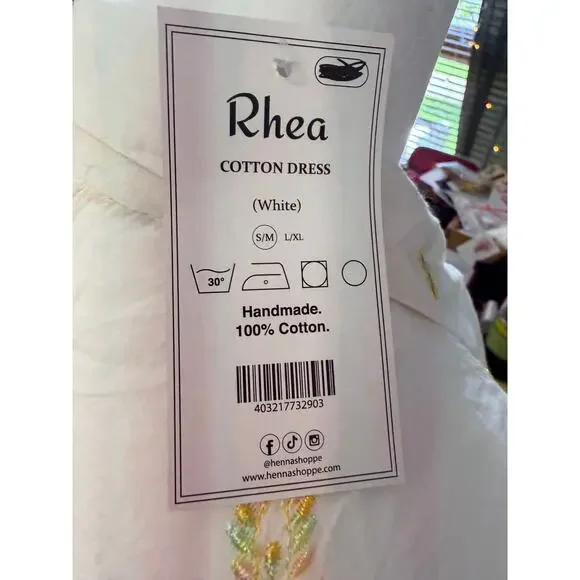 Rhea
COTTON DRESS
(White)
S/M L/XL
30°
Handmade.
100% Cotton.
403217732903
@hennashoppe
www.hennashoppe.com